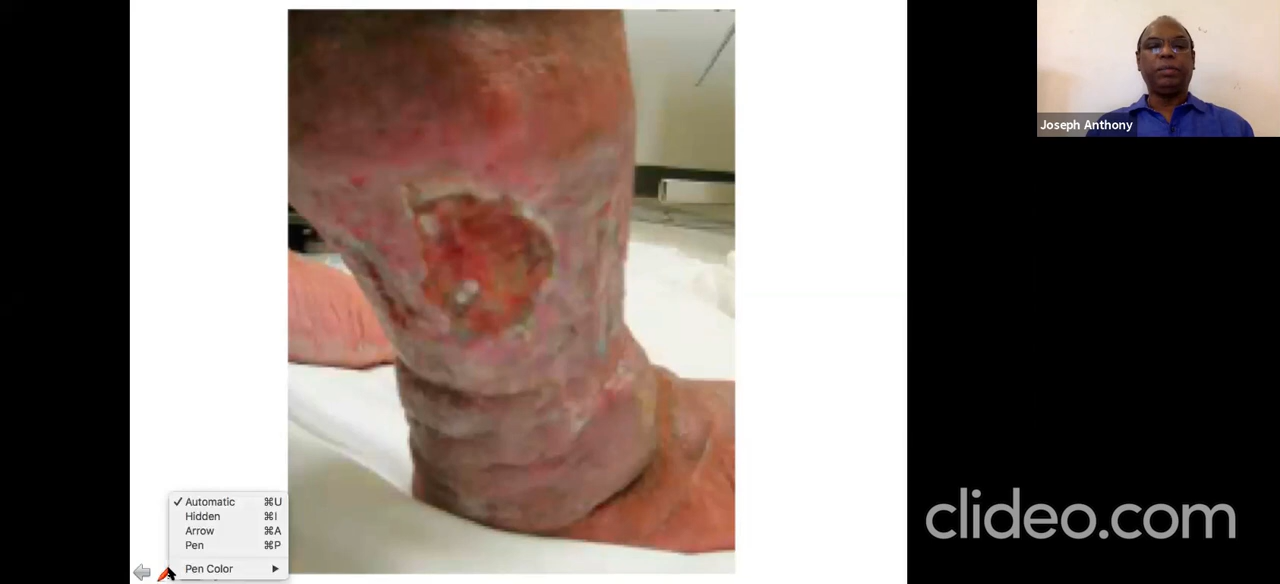 Joseph Anthony
✓ Automatic ⌘U
Hidden ⌘I
Arrow ⌘A
Pen ⌘P
Pen Color ▶
clideo.com